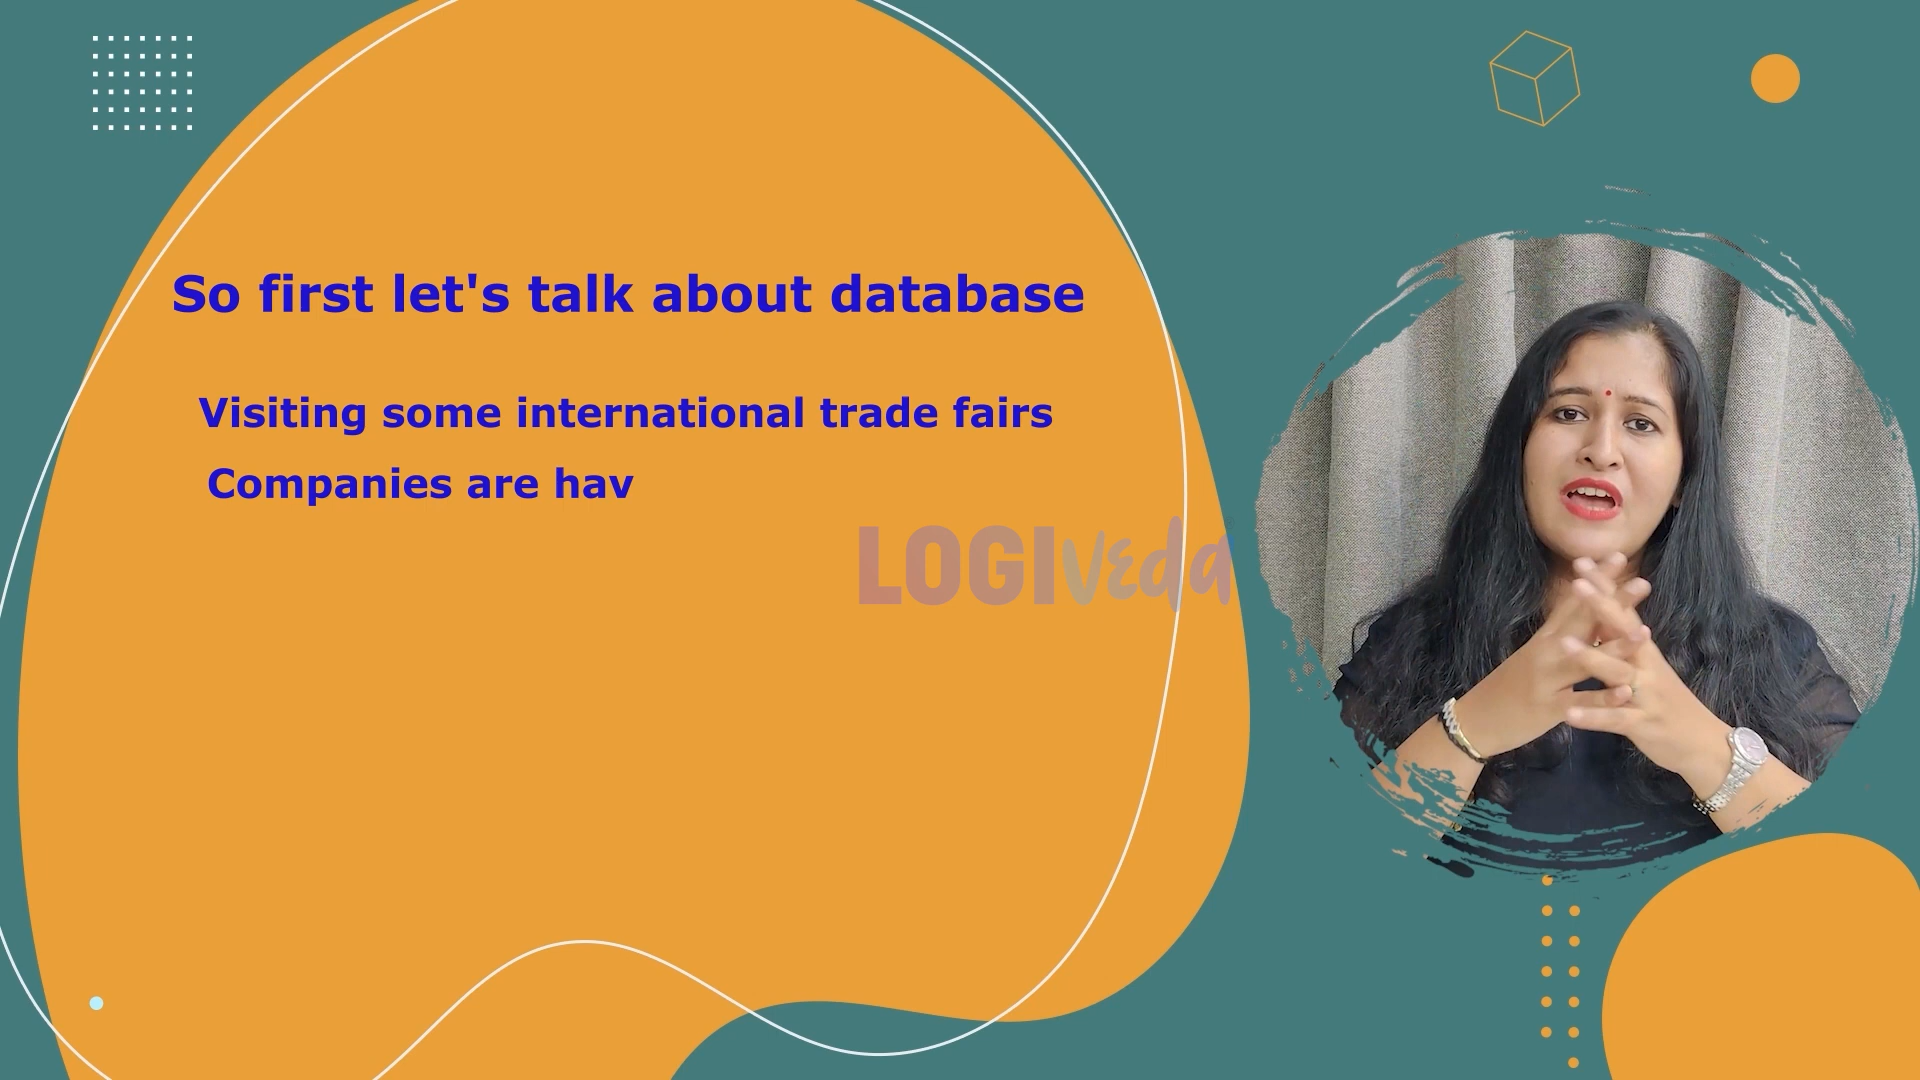 So first let's talk about database
Visiting some international trade fairs
Companies are hav
LOGIveda